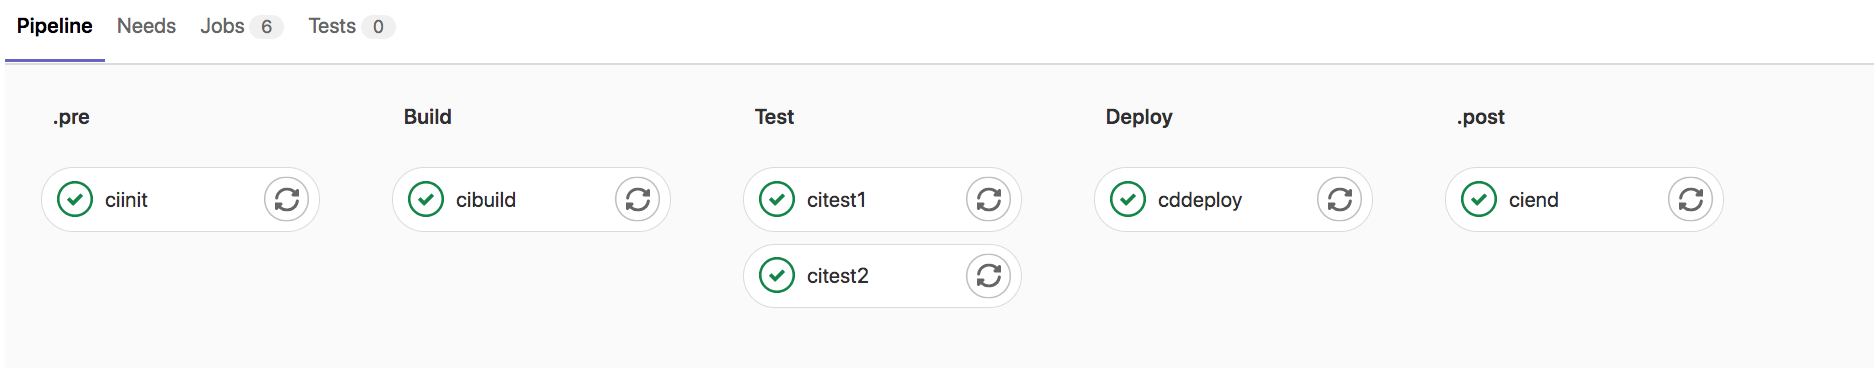 Pipeline Needs Jobs 6 Tests 0
.pre Build Test Deploy .post
ciinit cibuild citest1 cddeploy ciend
citest2